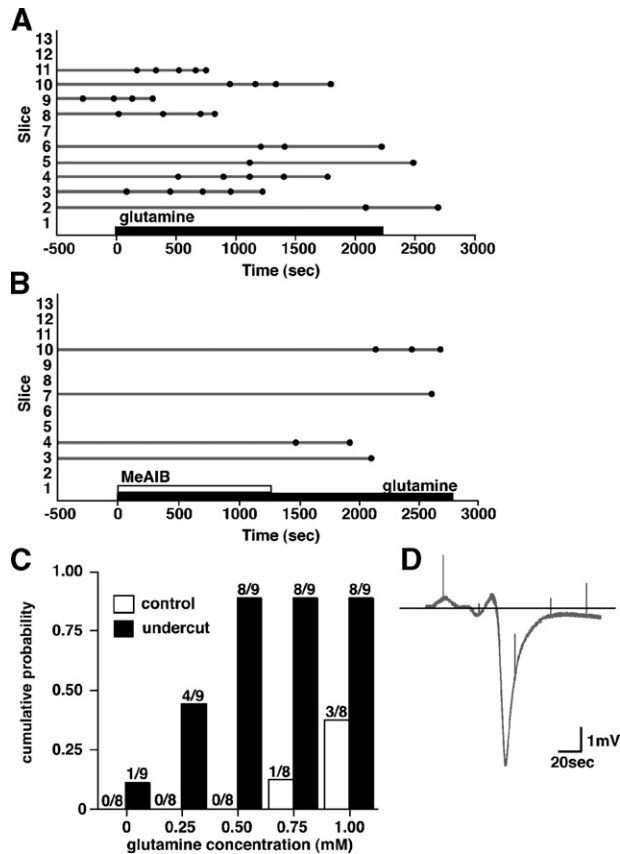 A
13
12
11
10
9
8
7
6
5
4
3
2
1
Slice
glutamine
-500 0 500 1000 1500 2000 2500 3000
Time (sec)
B
13
12
11
10
9
8
7
6
5
4
3
2
1
Slice
MeAIB
glutamine
-500 0 500 1000 1500 2000 2500 3000
Time (sec)
C
1.00
0.75
0.50
0.25
0
cumulative probability
control
undercut
0/8 1/9 0/8 4/9 0/8 8/9 1/8 8/9 3/8 8/9
0 0.25 0.50 0.75 1.00
glutamine concentration (mM)
D
1mV
20sec